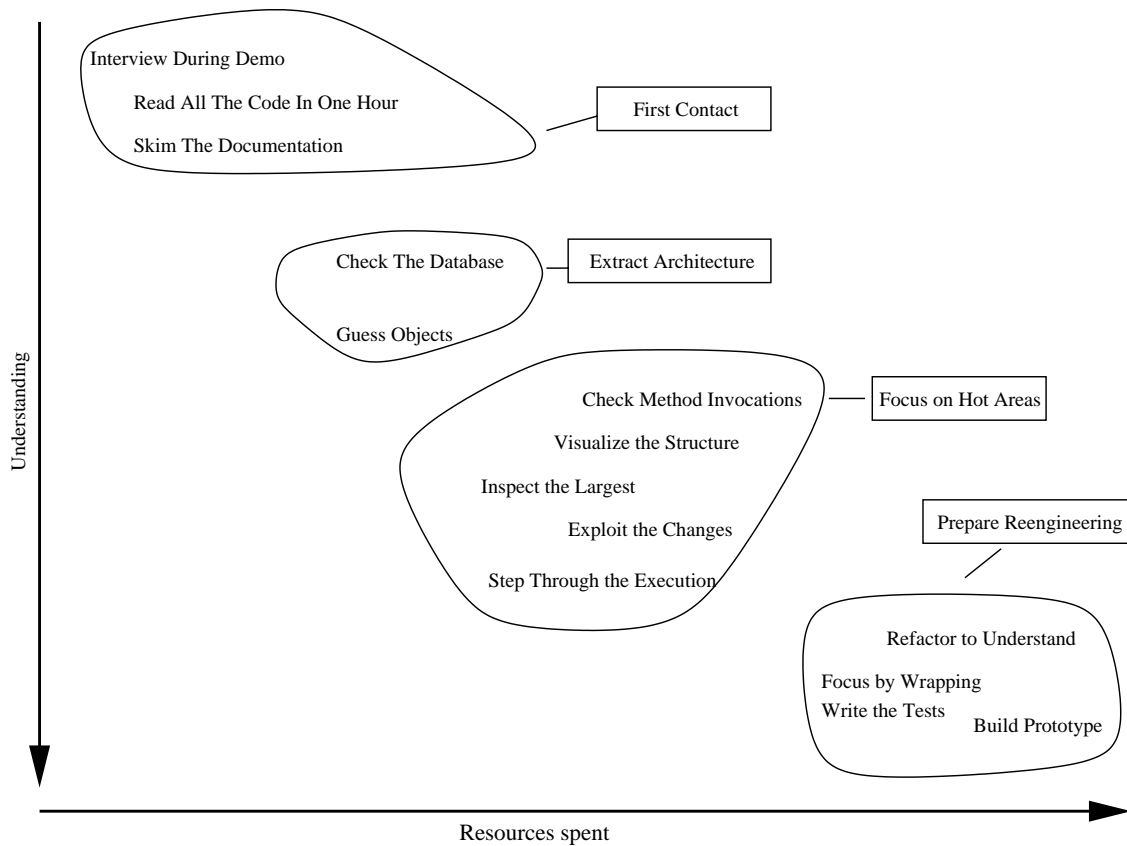 Interview During Demo
Read All The Code In One Hour
First Contact
Skim The Documentation
Check The Database
Extract Architecture
Guess Objects
Understanding
Check Method Invocations
Focus on Hot Areas
Visualize the Structure
Inspect the Largest
Exploit the Changes
Prepare Reengineering
Step Through the Execution
Refactor to Understand
Focus by Wrapping
Write the Tests
Build Prototype
Resources spent